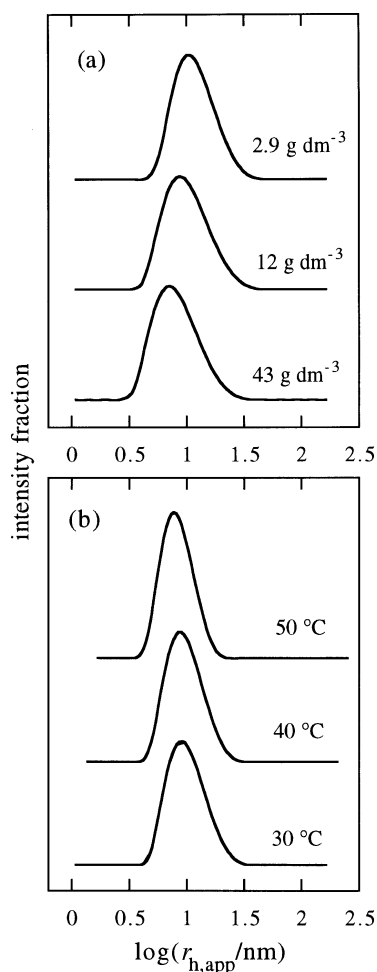 (a)
2.9 g dm⁻³
12 g dm⁻³
43 g dm⁻³
0 0.5 1 1.5 2 2.5
intensity fraction
(b)
50 °C
40 °C
30 °C
0 0.5 1 1.5 2 2.5
log(r_h,app/nm)